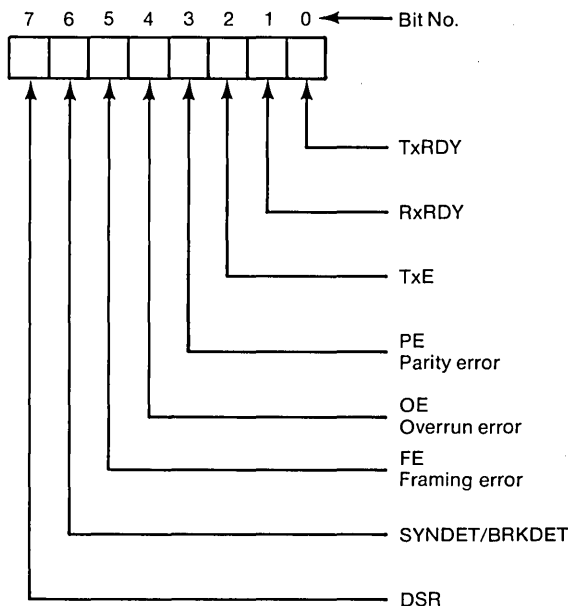 7 6 5 4 3 2 1 0 Bit No.
TxRDY
RxRDY
TxE
PE
Parity error
OE
Overrun error
FE
Framing error
SYNDET/BRKDET
DSR